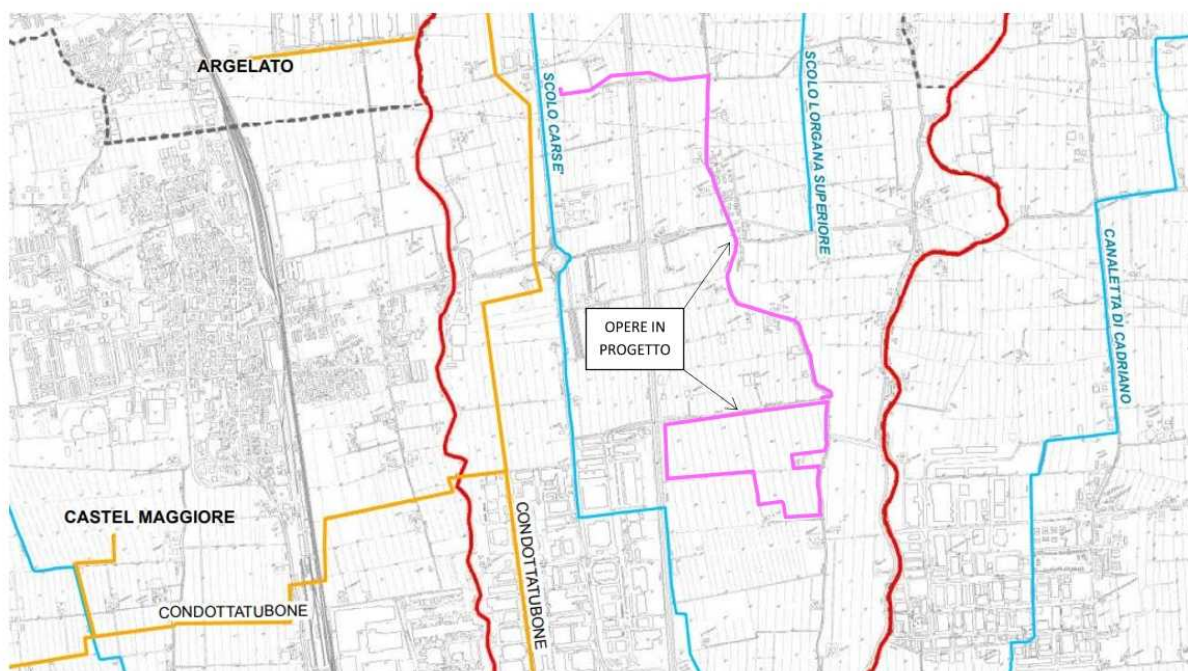 ARGELATO
SCOLO CARSE'
SCOLO LORGANA SUPERIORE
CANALETTA DI CADRIANO
OPERE IN
PROGETTO
CASTEL MAGGIORE
CONDOTTATUBONE
CONDOTTATUBONE